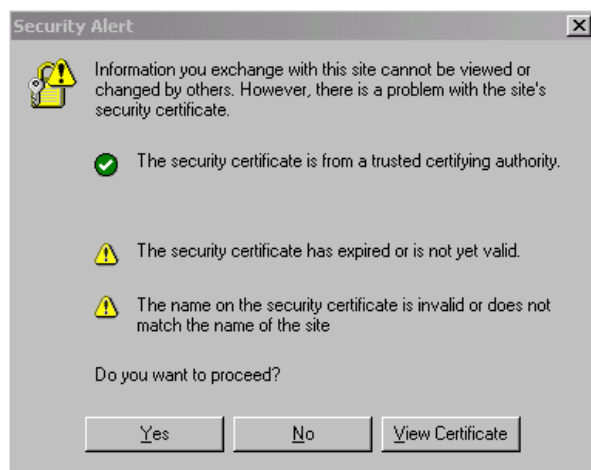 Security Alert
Information you exchange with this site cannot be viewed or
changed by others. However, there is a problem with the site's
security certificate.
The security certificate is from a trusted certifying authority.
The security certificate has expired or is not yet valid.
The name on the security certificate is invalid or does not
match the name of the site
Do you want to proceed?
Yes No View Certificate